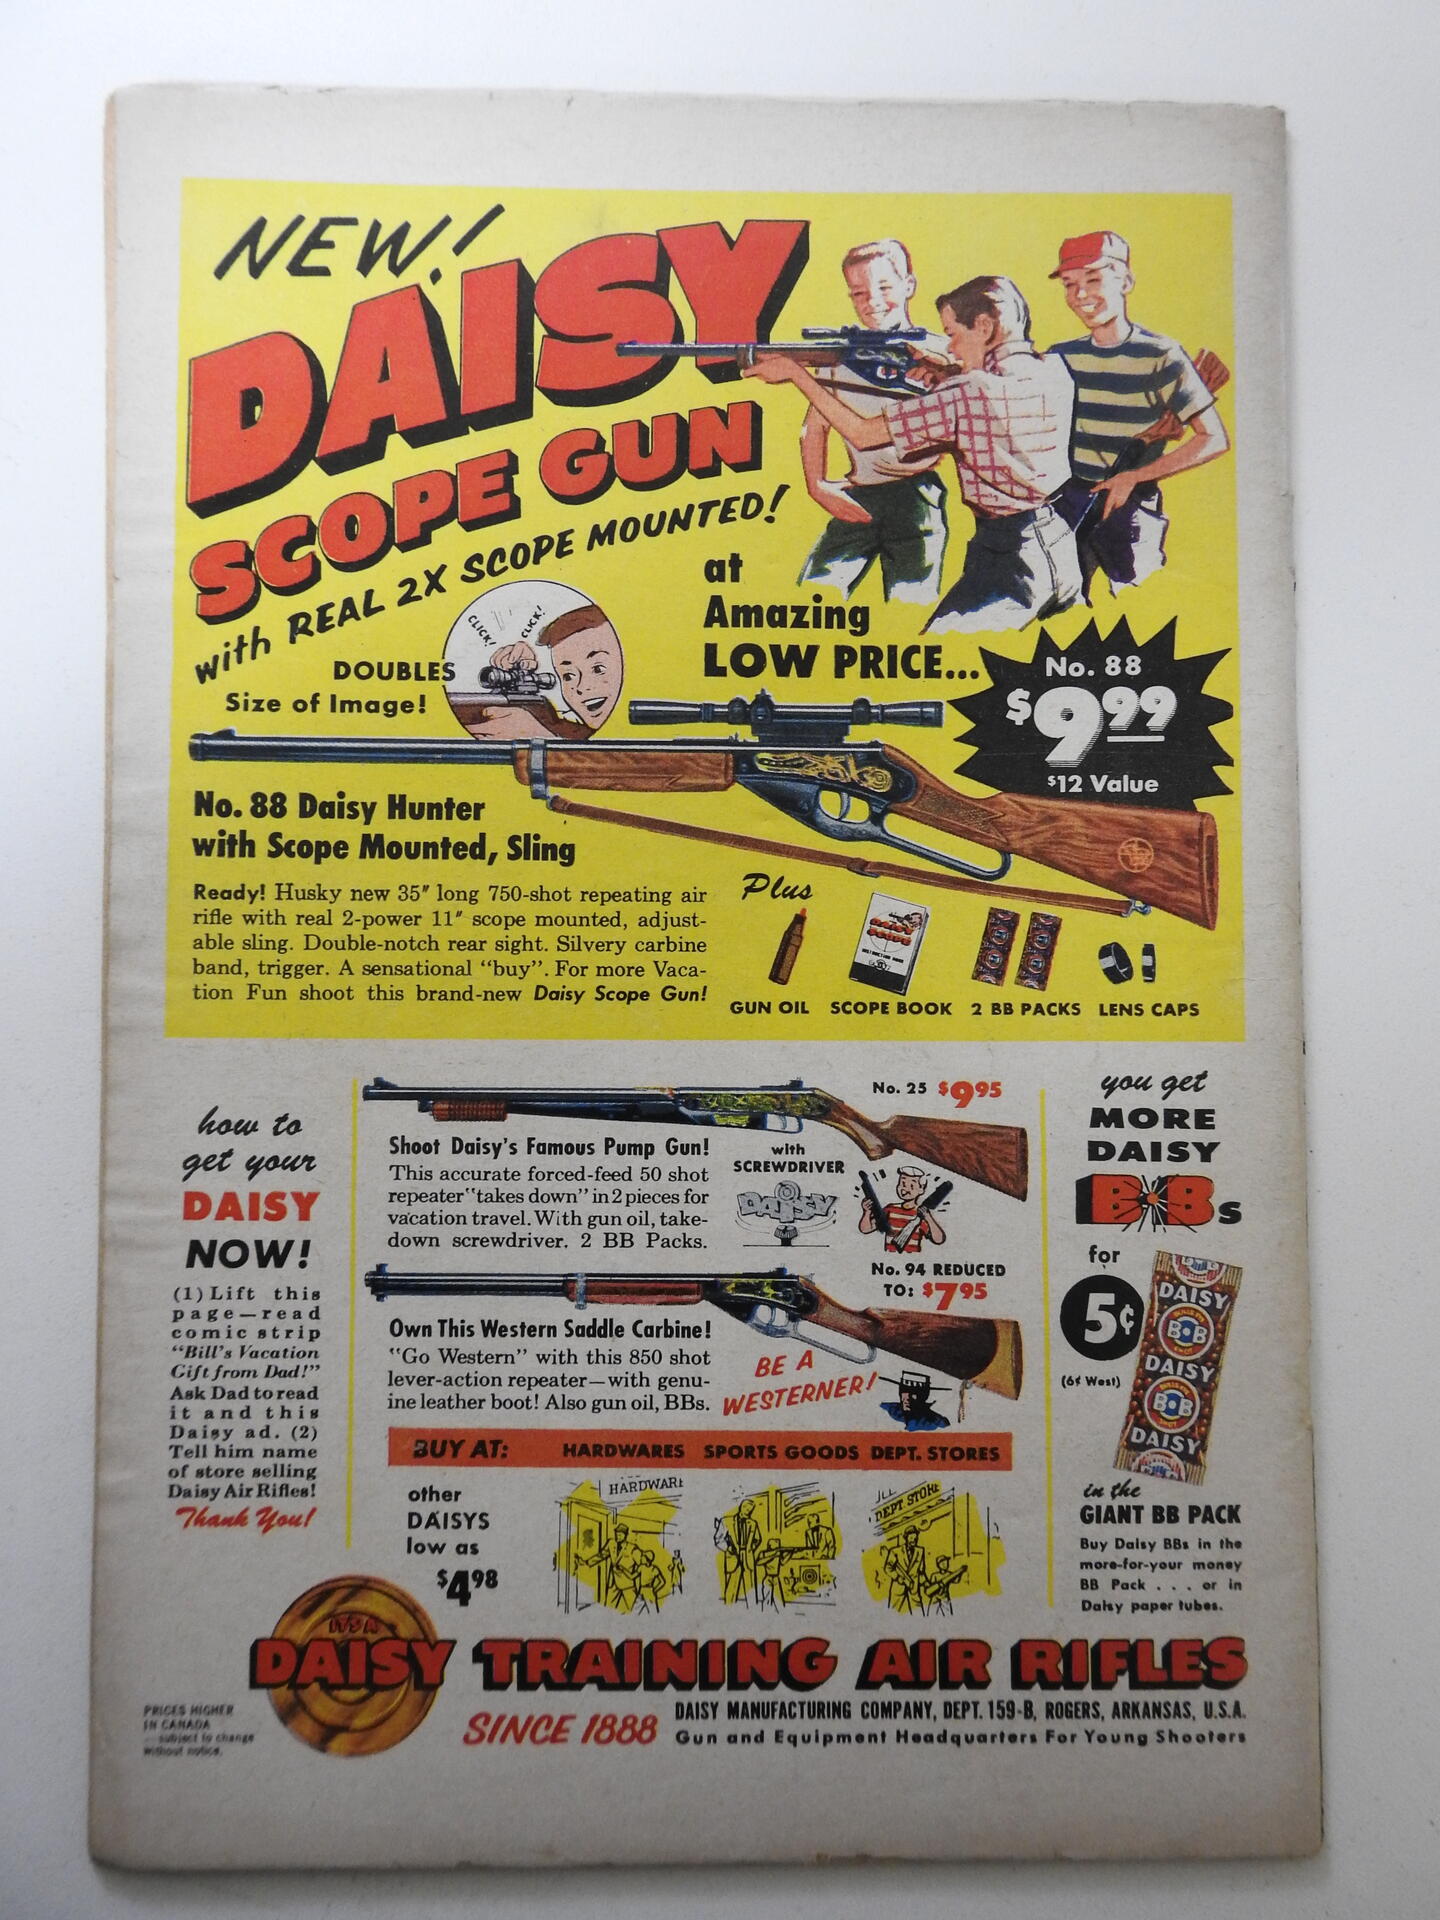 NEW!
DAISY
SCOPE GUN
with REAL 2X SCOPE MOUNTED!
CLICK!
CLICK!
DOUBLES
Size of Image!
at
Amazing
LOW PRICE...
No. 88
$9.99
$12 Value
No. 88 Daisy Hunter
with Scope Mounted, Sling
Ready! Husky new 35" long 750-shot repeating air
rifle with real 2-power 11" scope mounted, adjust-
able sling. Double-notch rear sight. Silvery carbine
band, trigger. A sensational "buy". For more Vaca-
tion Fun shoot this brand-new Daisy Scope Gun!
Plus
DAISY
SCOPE
GUN OIL
SCOPE BOOK
2 BB PACKS
LENS CAPS
how to
get your
DAISY
NOW!
(1) Lift this
page—read
comic strip
"Bill's Vacation
Gift from Dad!"
Ask Dad to read
it and this
Daisy ad. (2)
Tell him name
of store selling
Daisy Air Rifles!
Thank You!
No. 25 $9.95
Shoot Daisy's Famous Pump Gun!
This accurate forced-feed 50 shot
repeater "takes down" in 2 pieces for
vacation travel. With gun oil, take-
down screwdriver, 2 BB Packs.
with
SCREWDRIVER
DAISY
No. 94 REDUCED
TO: $7.95
Own This Western Saddle Carbine!
"Go Western" with this 850 shot
lever-action repeater—with genu-
ine leather boot! Also gun oil, BBs.
BE A
WESTERNER!
BUY AT: HARDWARES SPORTS GOODS DEPT. STORES
other
DAISYS
low as
$4.98
HARDWARE
DEPT STORE
you get
MORE
DAISY
BBs
for
5¢
(6¢ West)
DAISY
BB
SHOT
DAISY
BB
SHOT
DAISY
in the
GIANT BB PACK
Buy Daisy BBs in the
more-for-your money
BB Pack . . . or in
Daisy paper tubes.
IT'S A
DAISY TRAINING AIR RIFLES
PRICES HIGHER
IN CANADA
—subject to change
without notice.
SINCE 1888
DAISY MANUFACTURING COMPANY, DEPT. 159-B, ROGERS, ARKANSAS, U.S.A.
Gun and Equipment Headquarters For Young Shooters